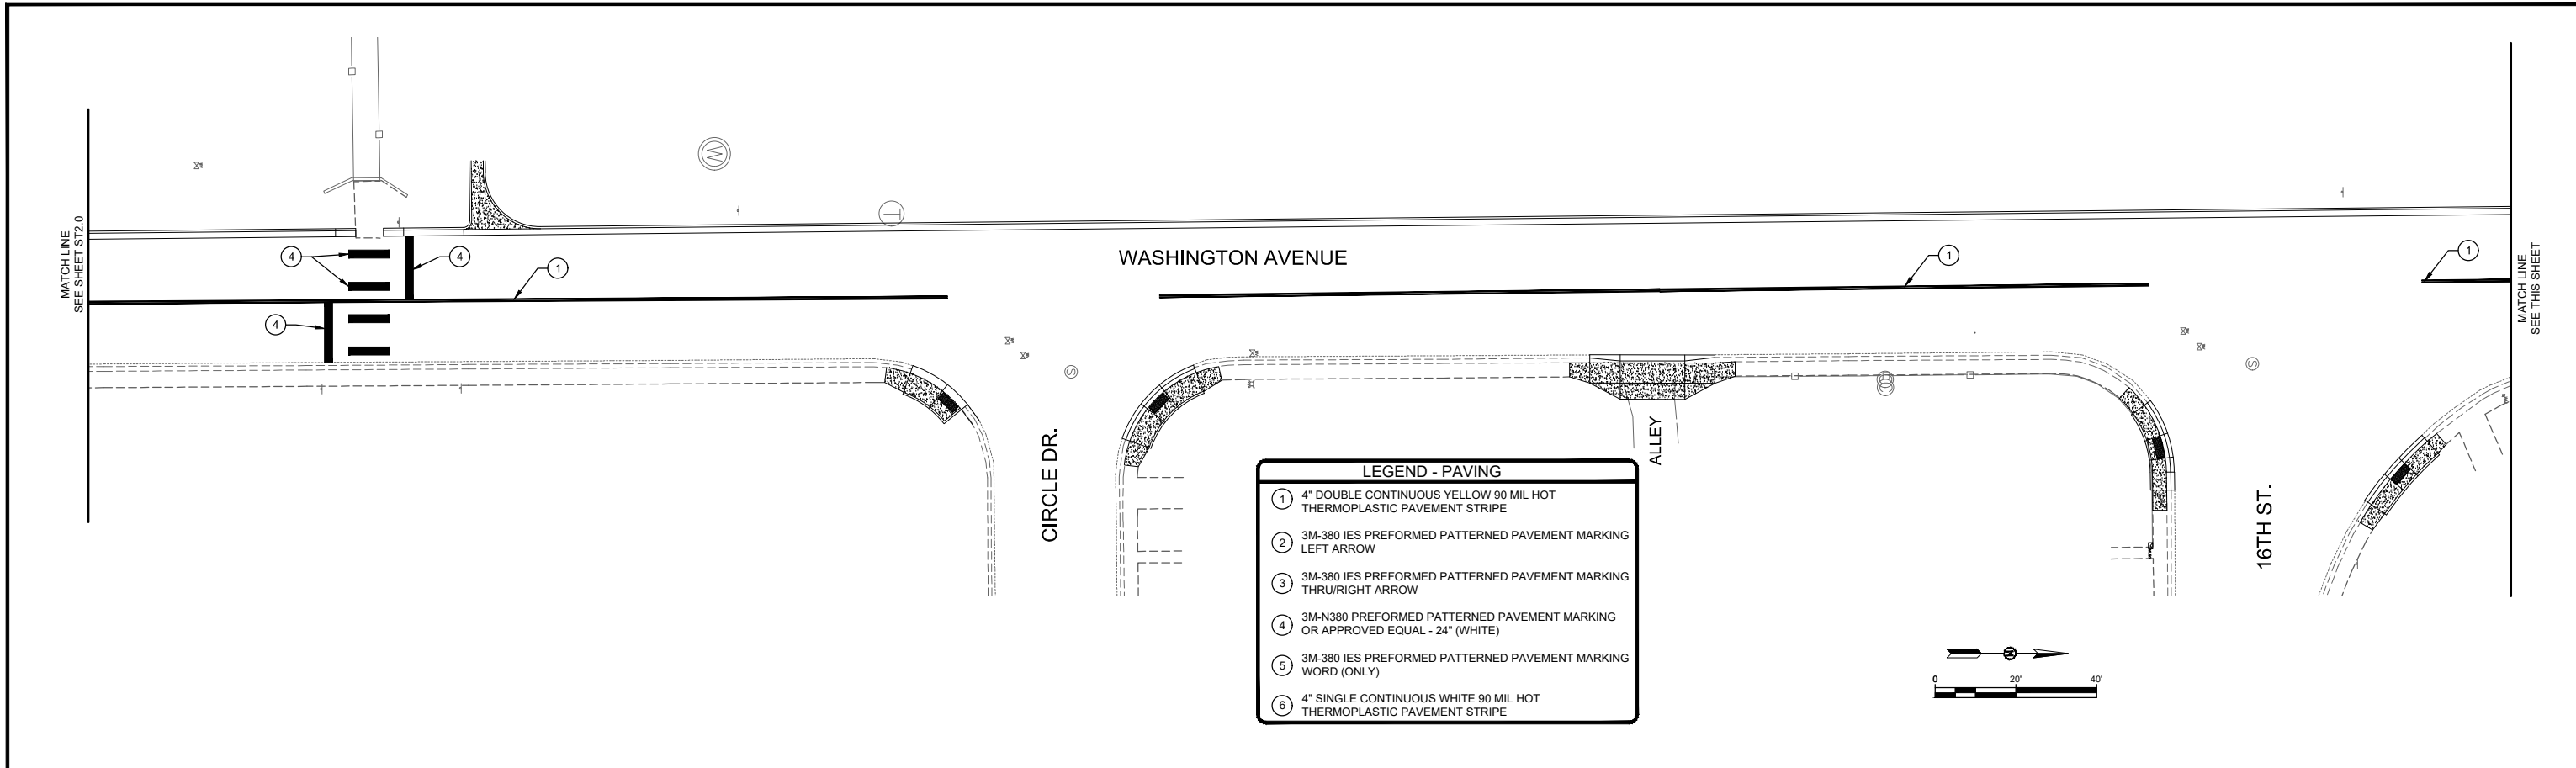 MATCH LINE
SEE SHEET ST2.0
W
T
WASHINGTON AVENUE
4
4
1
1
1
4
MATCH LINE
SEE THIS SHEET
S
S
CIRCLE DR.
ALLEY
16TH ST.
LEGEND - PAVING
1 4" DOUBLE CONTINUOUS YELLOW 90 MIL HOT
THERMOPLASTIC PAVEMENT STRIPE
2 3M-380 IES PREFORMED PATTERNED PAVEMENT MARKING
LEFT ARROW
3 3M-380 IES PREFORMED PATTERNED PAVEMENT MARKING
THRU/RIGHT ARROW
4 3M-N380 PREFORMED PATTERNED PAVEMENT MARKING
OR APPROVED EQUAL - 24" (WHITE)
5 3M-380 IES PREFORMED PATTERNED PAVEMENT MARKING
WORD (ONLY)
6 4" SINGLE CONTINUOUS WHITE 90 MIL HOT
THERMOPLASTIC PAVEMENT STRIPE
N
0 20' 40'